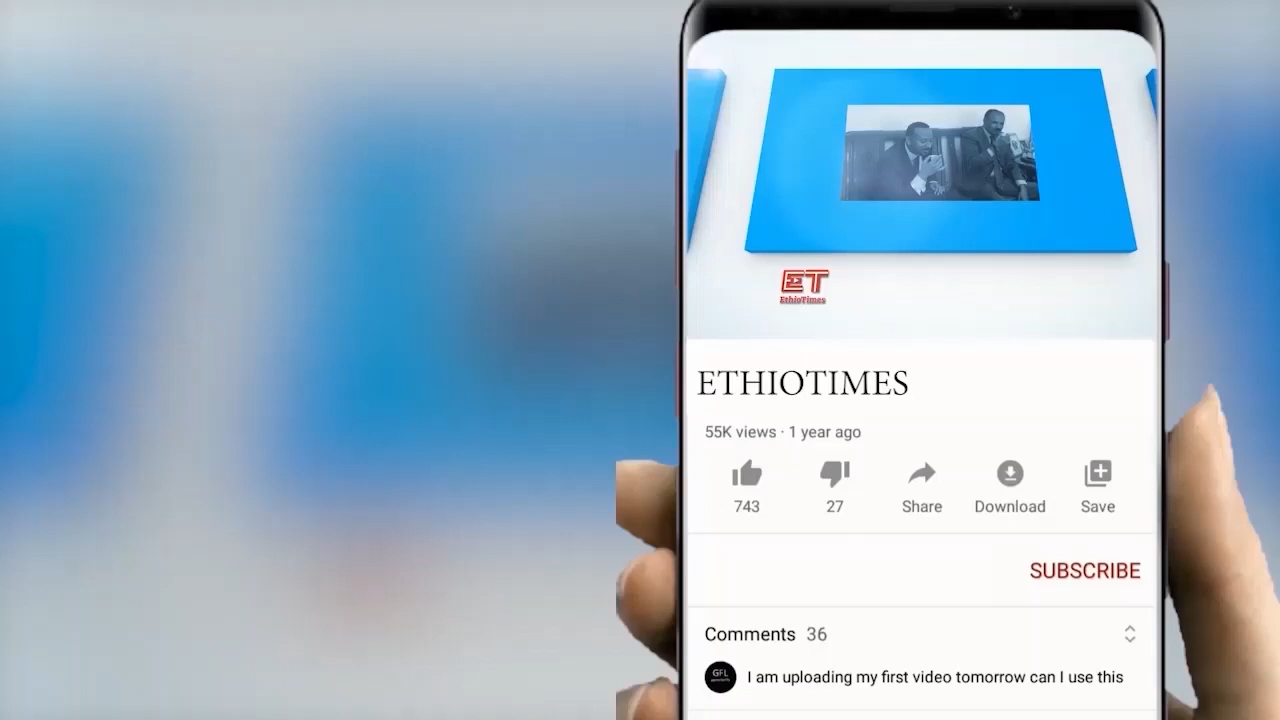 ET
EthioTimes
ETHIOTIMES
55K views · 1 year ago
743
27
Share
Download
Save
SUBSCRIBE
Comments 36
GFL
I am uploading my first video tomorrow can I use this